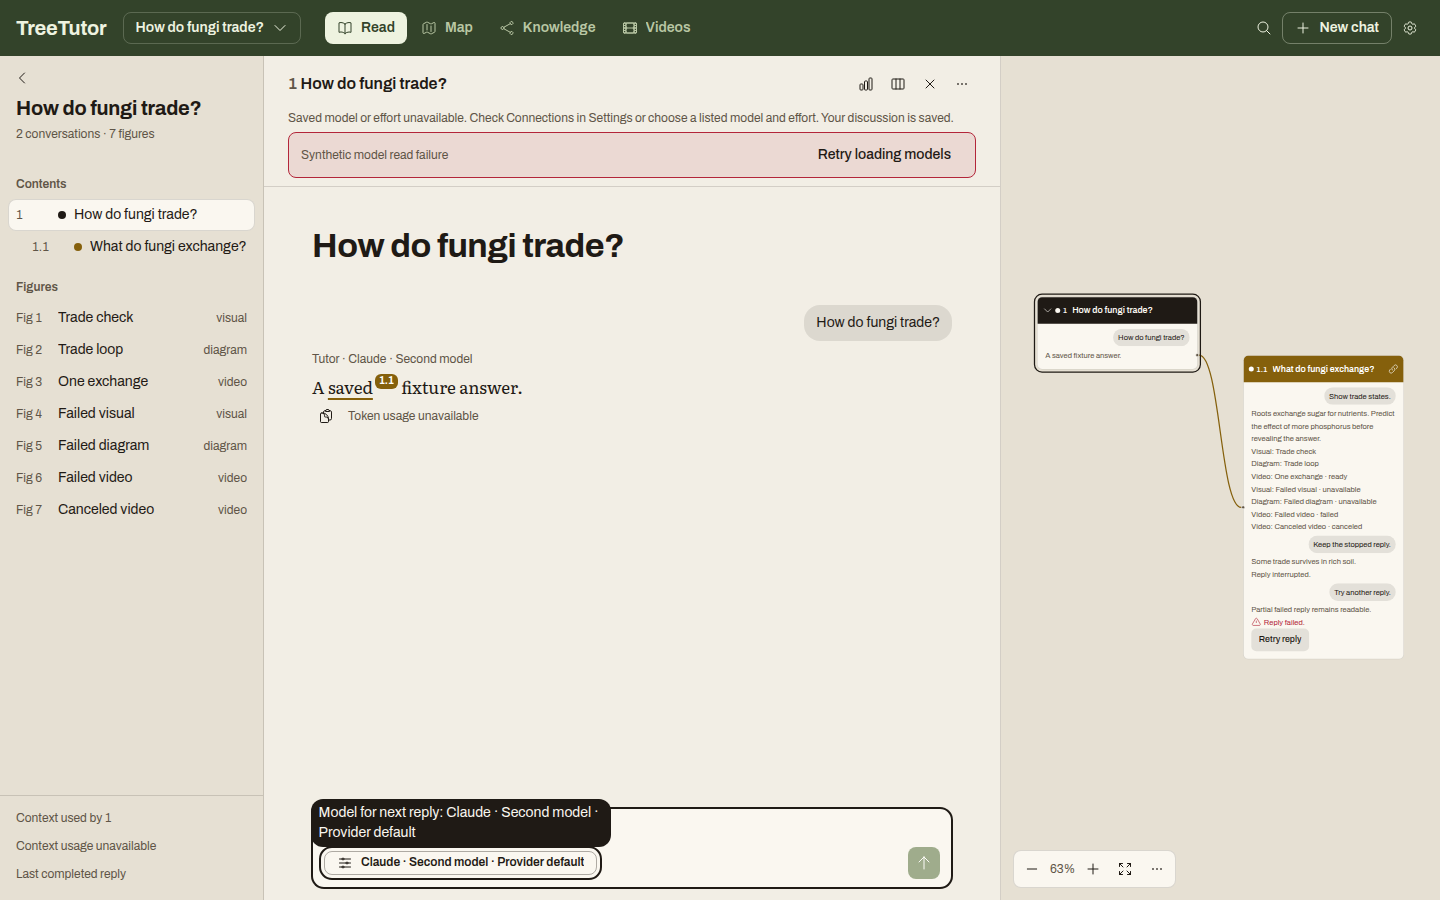 TreeTutor
How do fungi trade?
Read
Map
Knowledge
Videos
New chat
How do fungi trade?
2 conversations · 7 figures
Contents
1 How do fungi trade?
1.1 What do fungi exchange?
Figures
Fig 1 Trade check visual
Fig 2 Trade loop diagram
Fig 3 One exchange video
Fig 4 Failed visual visual
Fig 5 Failed diagram diagram
Fig 6 Failed video video
Fig 7 Canceled video video
Context used by 1
Context usage unavailable
Last completed reply
1 How do fungi trade?
Saved model or effort unavailable. Check Connections in Settings or choose a listed model and effort. Your discussion is saved.
Synthetic model read failure
Retry loading models
How do fungi trade?
How do fungi trade?
Tutor · Claude · Second model
A saved 1.1 fixture answer.
Token usage unavailable
Model for next reply: Claude · Second model ·
Provider default
Claude · Second model · Provider default
1 How do fungi trade?
How do fungi trade?
A saved fixture answer.
1.1 What do fungi exchange?
Show trade states.
Roots exchange sugar for nutrients. Predict
the effect of more phosphorus before
revealing the answer.
Visual: Trade check
Diagram: Trade loop
Video: One exchange · ready
Visual: Failed visual · unavailable
Diagram: Failed diagram · unavailable
Video: Failed video · failed
Video: Canceled video · canceled
Keep the stopped reply.
Some trade survives in rich soil.
Reply interrupted.
Try another reply.
Partial failed reply remains readable.
Reply failed.
Retry reply
63%